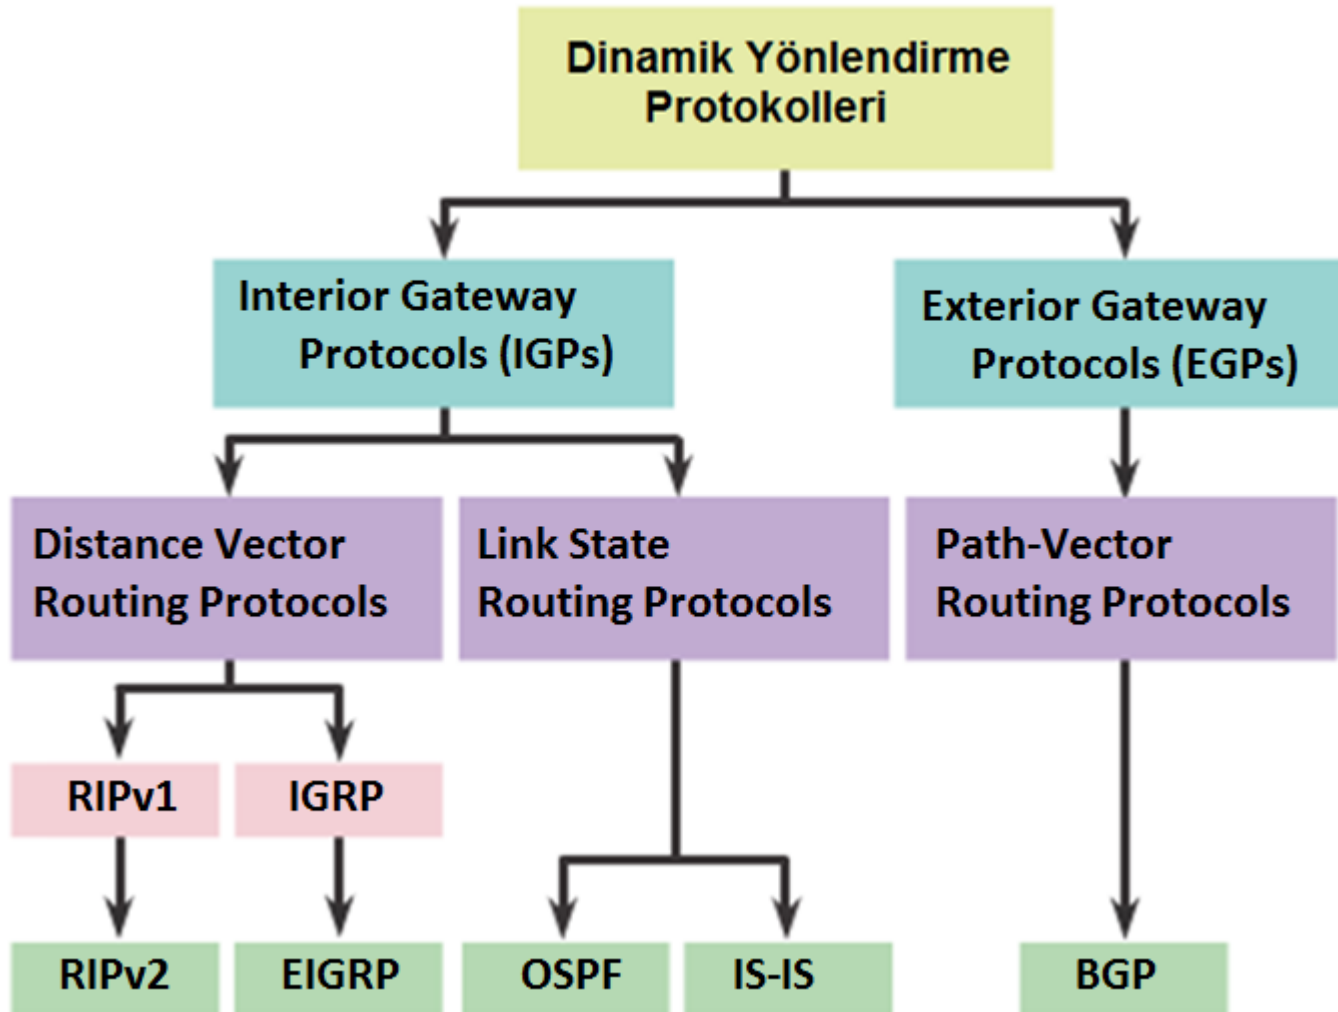 Dinamik Yönlendirme
Protokolleri
Interior Gateway
Protocols (IGPs)
Exterior Gateway
Protocols (EGPs)
Distance Vector
Routing Protocols
Link State
Routing Protocols
Path-Vector
Routing Protocols
RIPv1
IGRP
RIPv2
EIGRP
OSPF
IS-IS
BGP